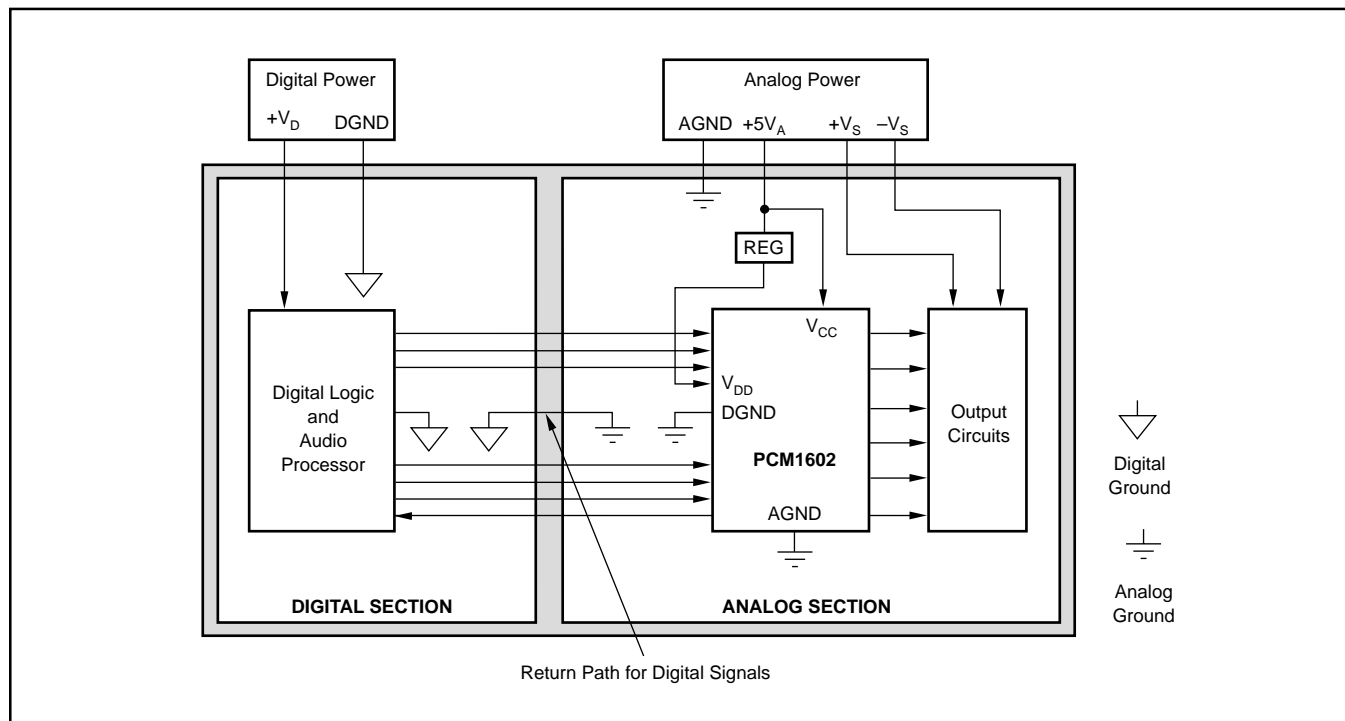 Digital Power
+VD DGND
Analog Power
AGND +5VA +VS –VS
REG
VCC
VDD
DGND
PCM1602
AGND
Digital Logic
and
Audio
Processor
Output
Circuits
DIGITAL SECTION
ANALOG SECTION
Return Path for Digital Signals
Digital
Ground
Analog
Ground